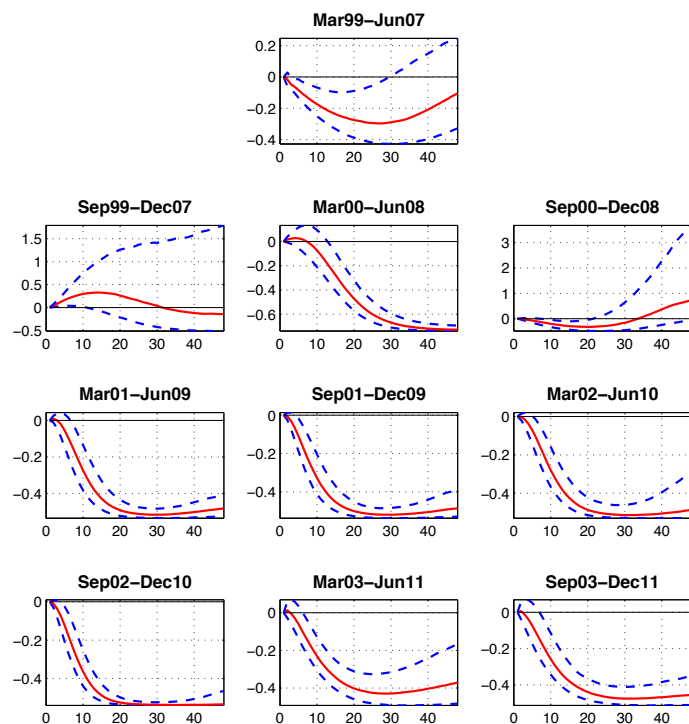 Mar99−Jun07
0.2
0
−0.2
−0.4
0 10 20 30 40
Sep99−Dec07 Mar00−Jun08 Sep00−Dec08
1.5
1
0.5
0
−0.5
0 10 20 30 40
0
−0.2
−0.4
−0.6
0 10 20 30 40
3
2
1
0
0 10 20 30 40
Mar01−Jun09 Sep01−Dec09 Mar02−Jun10
0
−0.2
−0.4
0 10 20 30 40
0
−0.2
−0.4
0 10 20 30 40
0
−0.2
−0.4
0 10 20 30 40
Sep02−Dec10 Mar03−Jun11 Sep03−Dec11
0
−0.2
−0.4
0 10 20 30 40
0
−0.2
−0.4
0 10 20 30 40
0
−0.2
−0.4
0 10 20 30 40